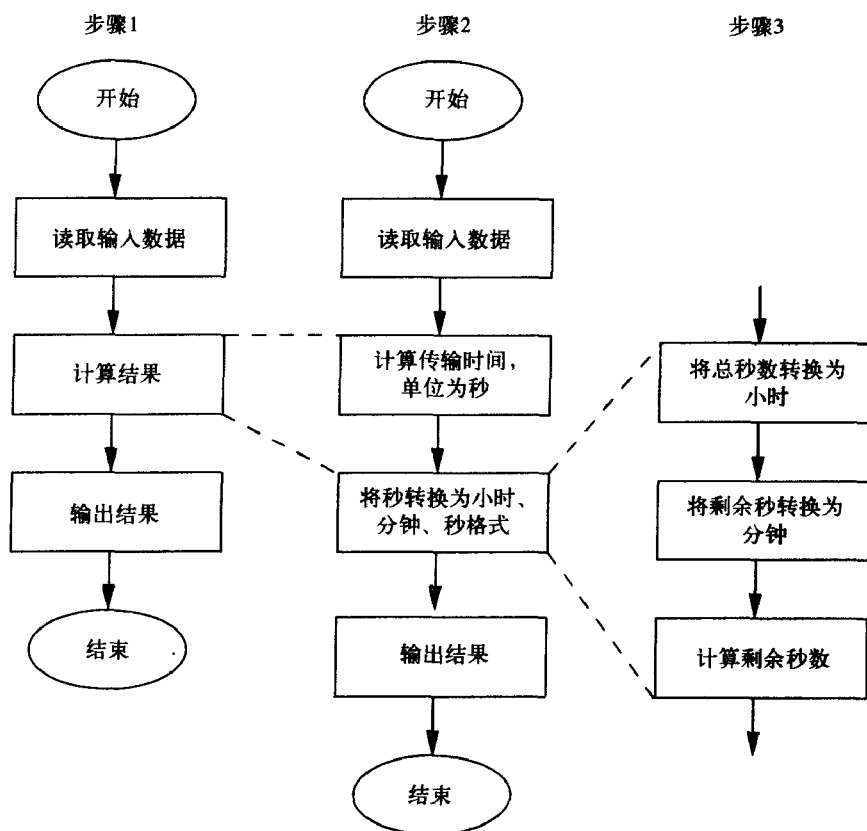 步骤1
开始
读取输入数据
计算结果
输出结果
结束
步骤2
开始
读取输入数据
计算传输时间，
单位为秒
将秒转换为小时、
分钟、秒格式
输出结果
结束
步骤3
将总秒数转换为
小时
将剩余秒转换为
分钟
计算剩余秒数